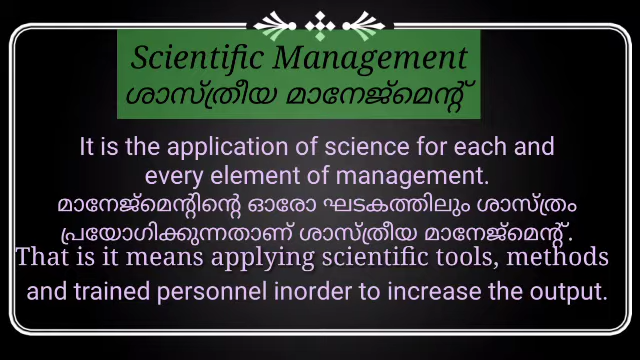 Scientific Management
ശാസ്ത്രീയ മാനേജ്മെന്റ്
It is the application of science for each and
every element of management.
മാനേജ്മെന്റിന്റെ ഓരോ ഘടകത്തിലും ശാസ്ത്രം
പ്രയോഗിക്കുന്നതാണ് ശാസ്ത്രീയ മാനേജ്മെന്റ്.
That is it means applying scientific tools, methods
and trained personnel inorder to increase the output.